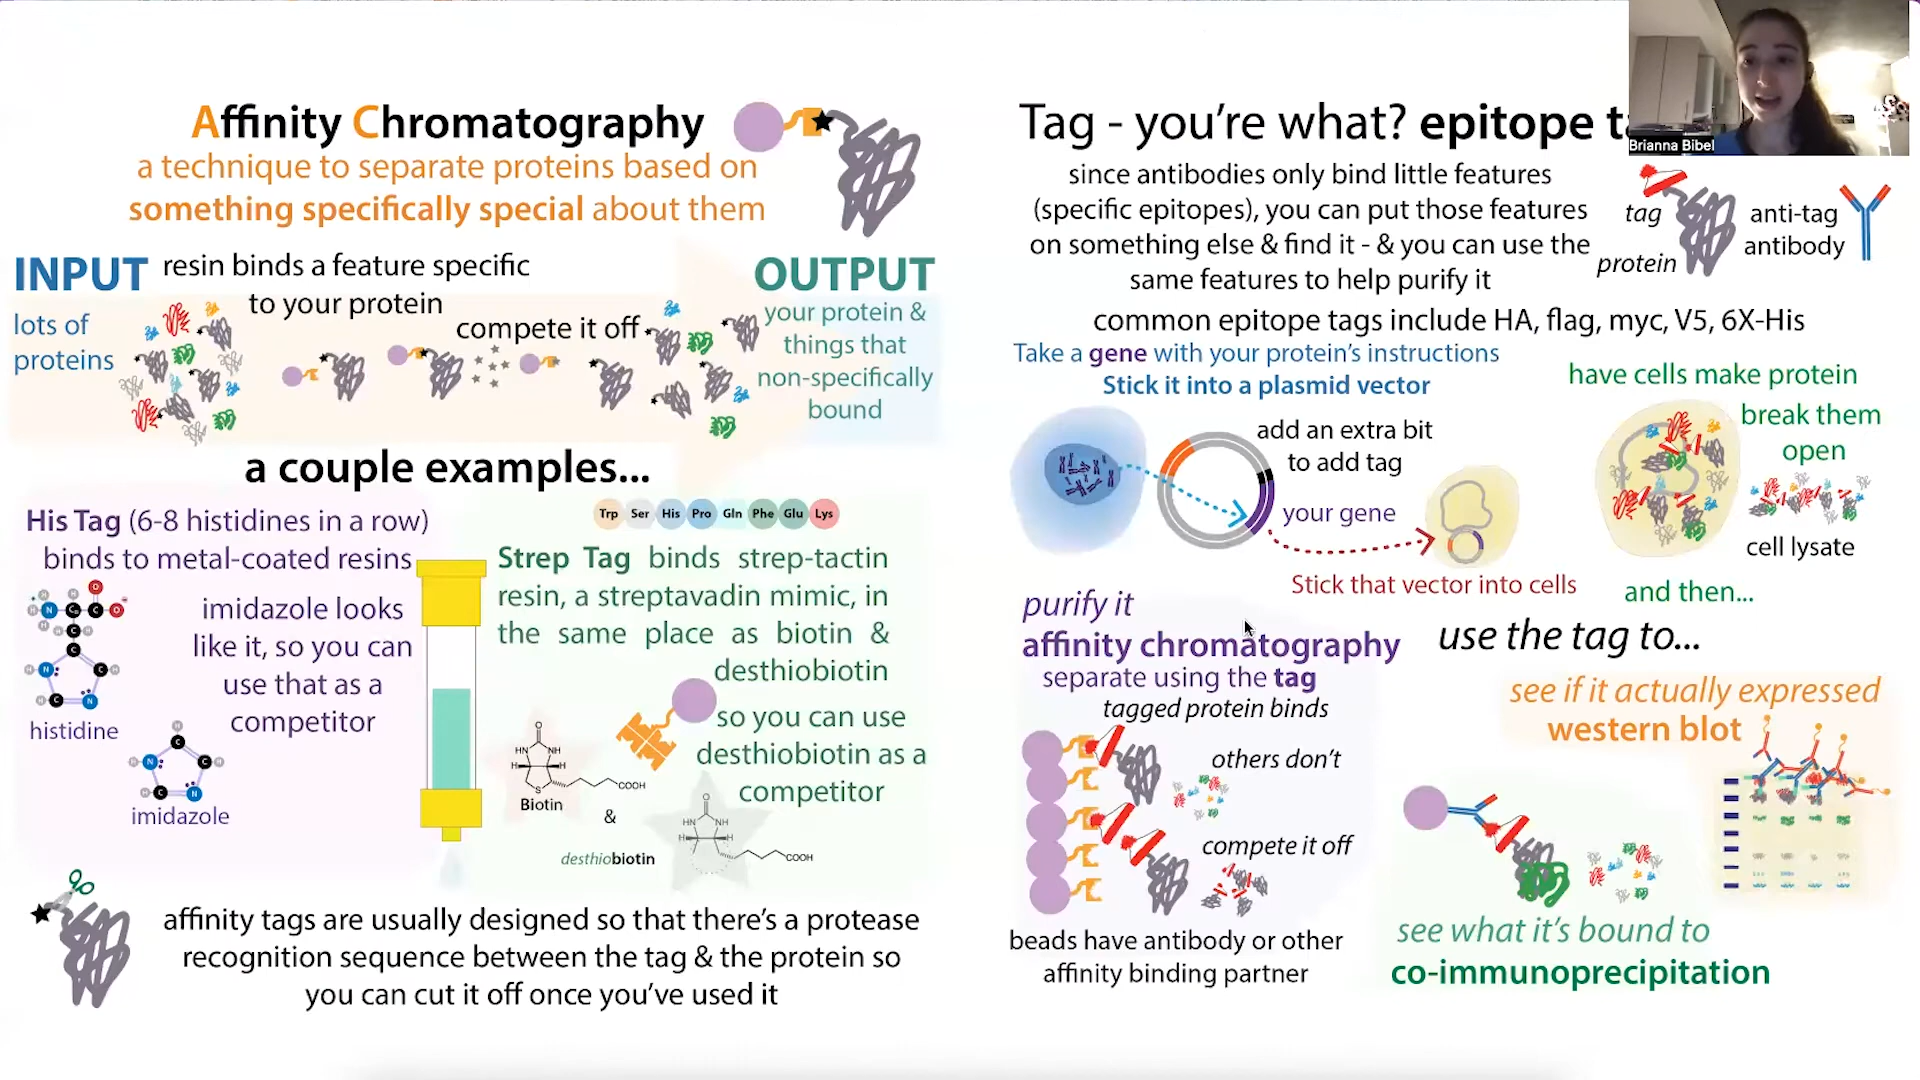 Affinity Chromatography
a technique to separate proteins based on
something specifically special about them
INPUT
resin binds a feature specific
to your protein
OUTPUT
lots of
proteins
compete it off
your protein &
things that
non-specifically
bound
a couple examples...
His Tag (6-8 histidines in a row)
binds to metal-coated resins
imidazole looks
like it, so you can
use that as a
competitor
histidine
imidazole
Trp Ser His Pro Gln Phe Glu Lys
Strep Tag binds strep-tactin
resin, a streptavadin mimic, in
the same place as biotin &
desthiobiotin
so you can use
desthiobiotin as a
competitor
Biotin
&
desthiobiotin
affinity tags are usually designed so that there's a protease
recognition sequence between the tag & the protein so
you can cut it off once you've used it
Tag - you're what? epitope
Brianna Bibel
since antibodies only bind little features
(specific epitopes), you can put those features
on something else & find it - & you can use the
same features to help purify it
tag
protein
anti-tag
antibody
common epitope tags include HA, flag, myc, V5, 6X-His
Take a gene with your protein's instructions
Stick it into a plasmid vector
add an extra bit
to add tag
your gene
Stick that vector into cells
have cells make protein
break them
open
cell lysate
and then...
use the tag to...
purify it
affinity chromatography
separate using the tag
tagged protein binds
others don't
compete it off
beads have antibody or other
affinity binding partner
see if it actually expressed
western blot
see what it's bound to
co-immunoprecipitation